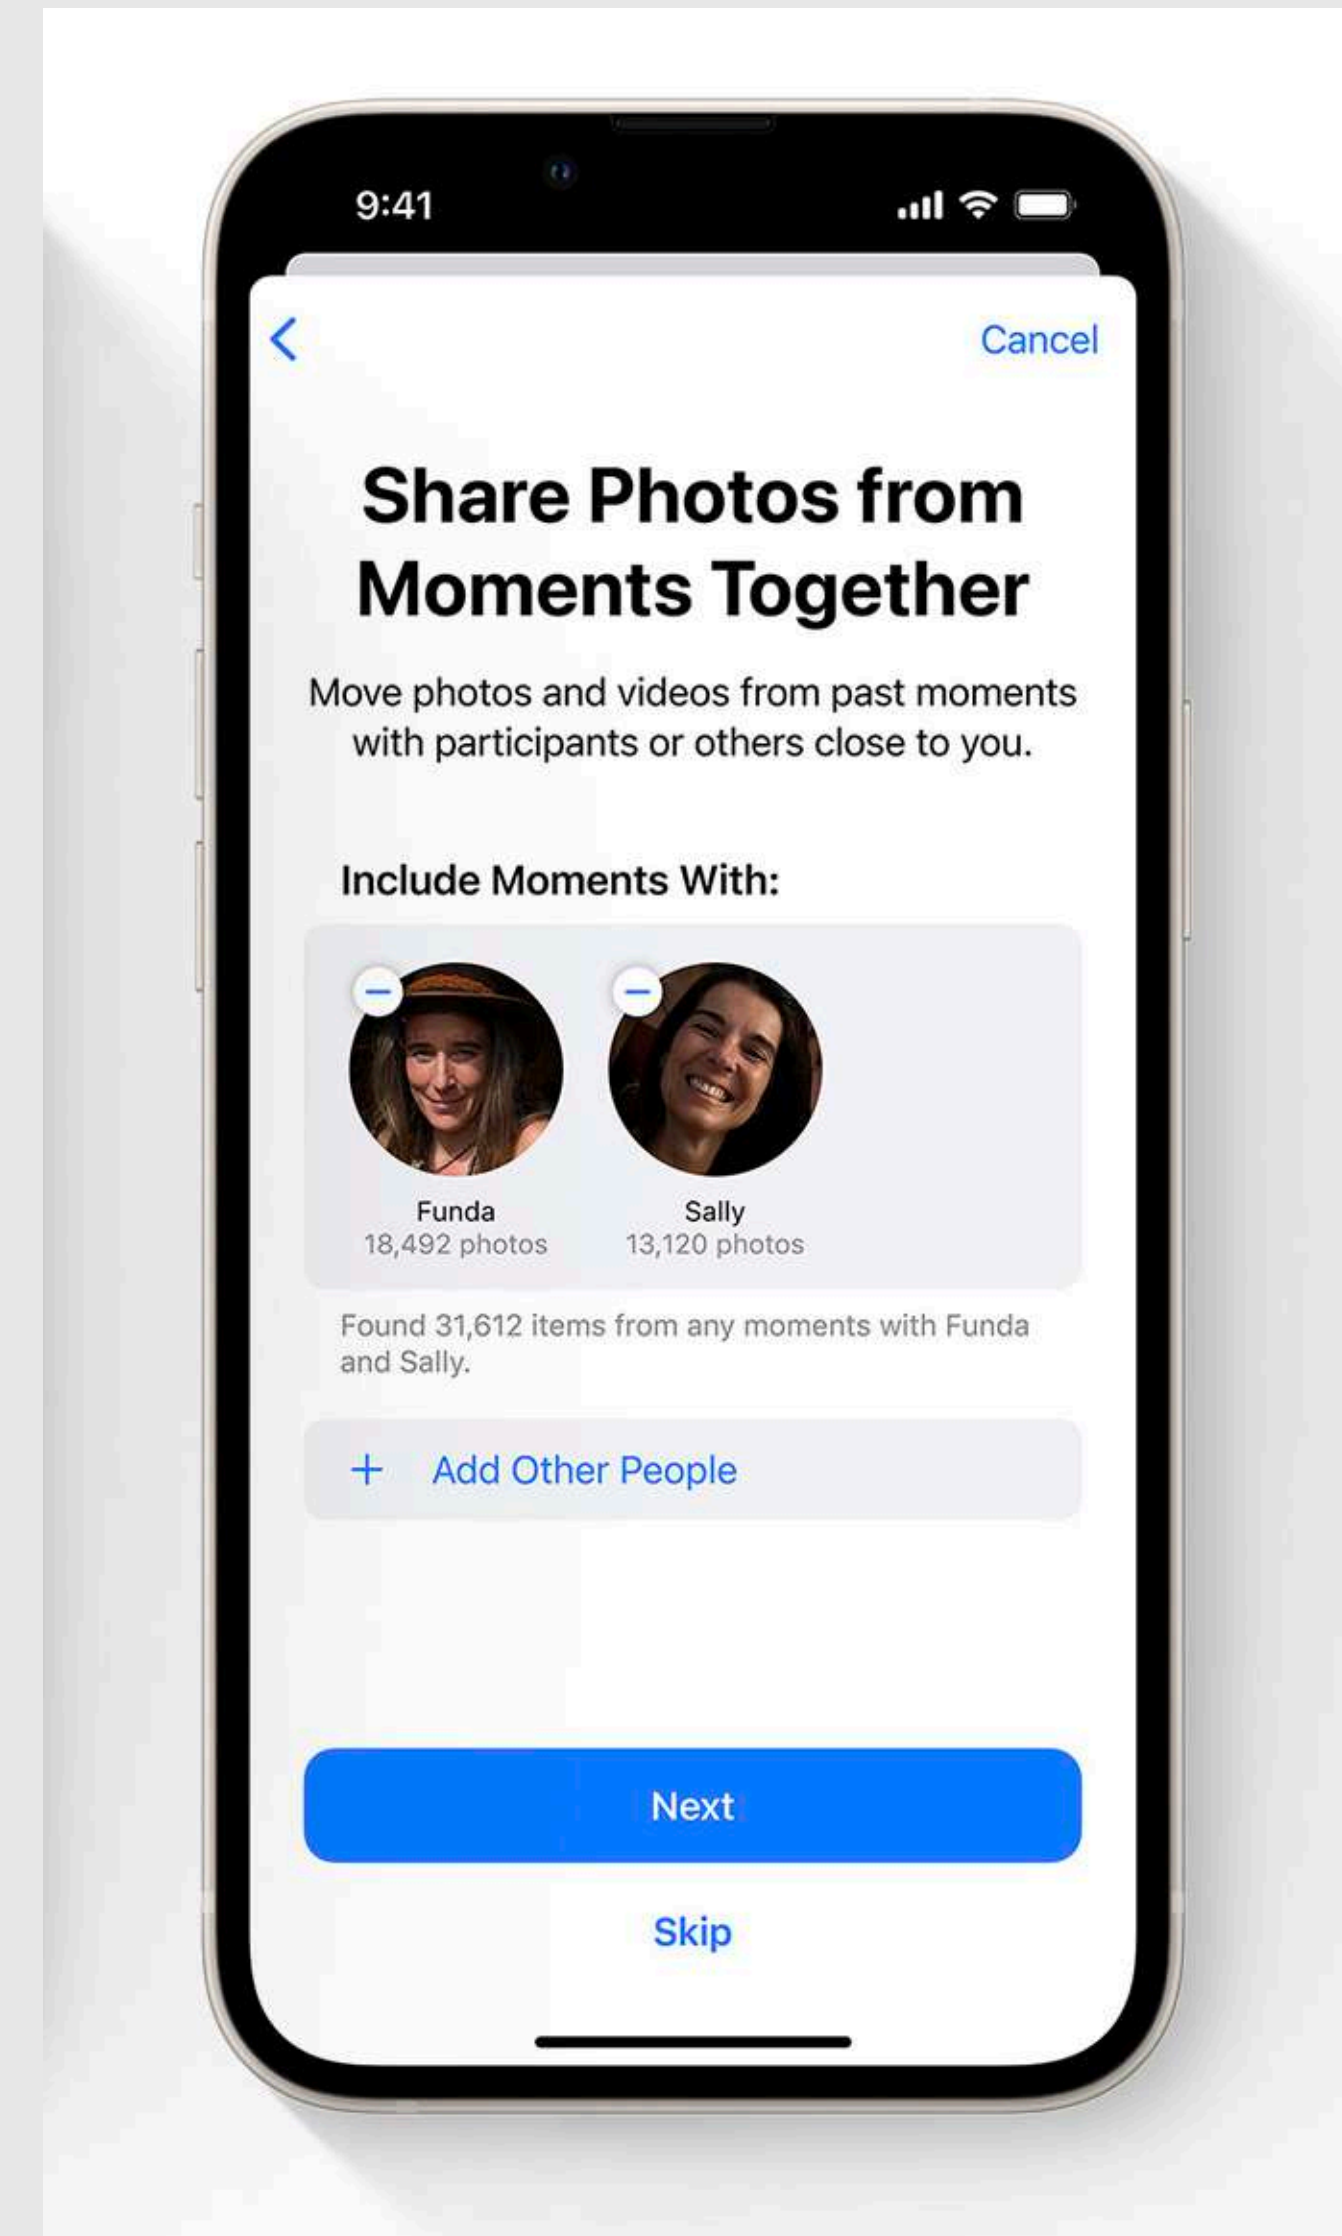 9:41
Cancel
Share Photos from
Moments Together
Move photos and videos from past moments
with participants or others close to you.
Include Moments With:
Funda
18,492 photos
Sally
13,120 photos
Found 31,612 items from any moments with Funda
and Sally.
+ Add Other People
Next
Skip